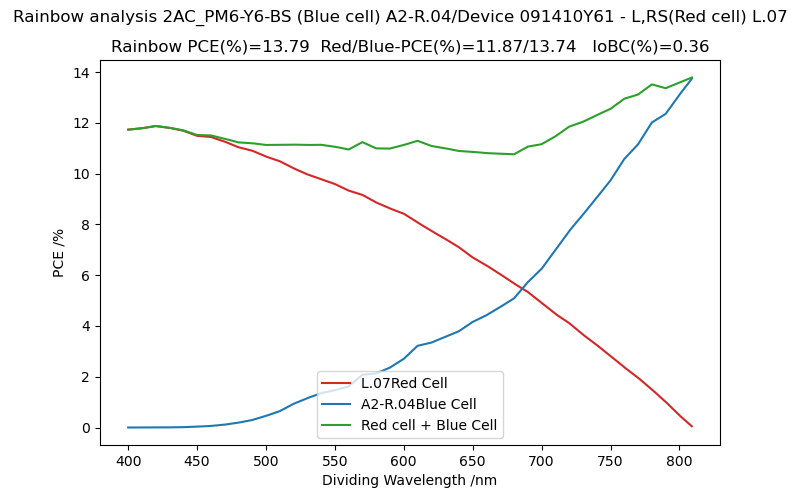 Rainbow analysis 2AC_PM6-Y6-BS (Blue cell) A2-R.04/Device 091410Y61 - L,RS(Red cell) L.07
Rainbow PCE(%)=13.79  Red/Blue-PCE(%)=11.87/13.74   IoBC(%)=0.36
14
12
10
8
6
4
2
0
PCE /%
L.07Red Cell
A2-R.04Blue Cell
Red cell + Blue Cell
400 450 500 550 600 650 700 750 800
Dividing Wavelength /nm